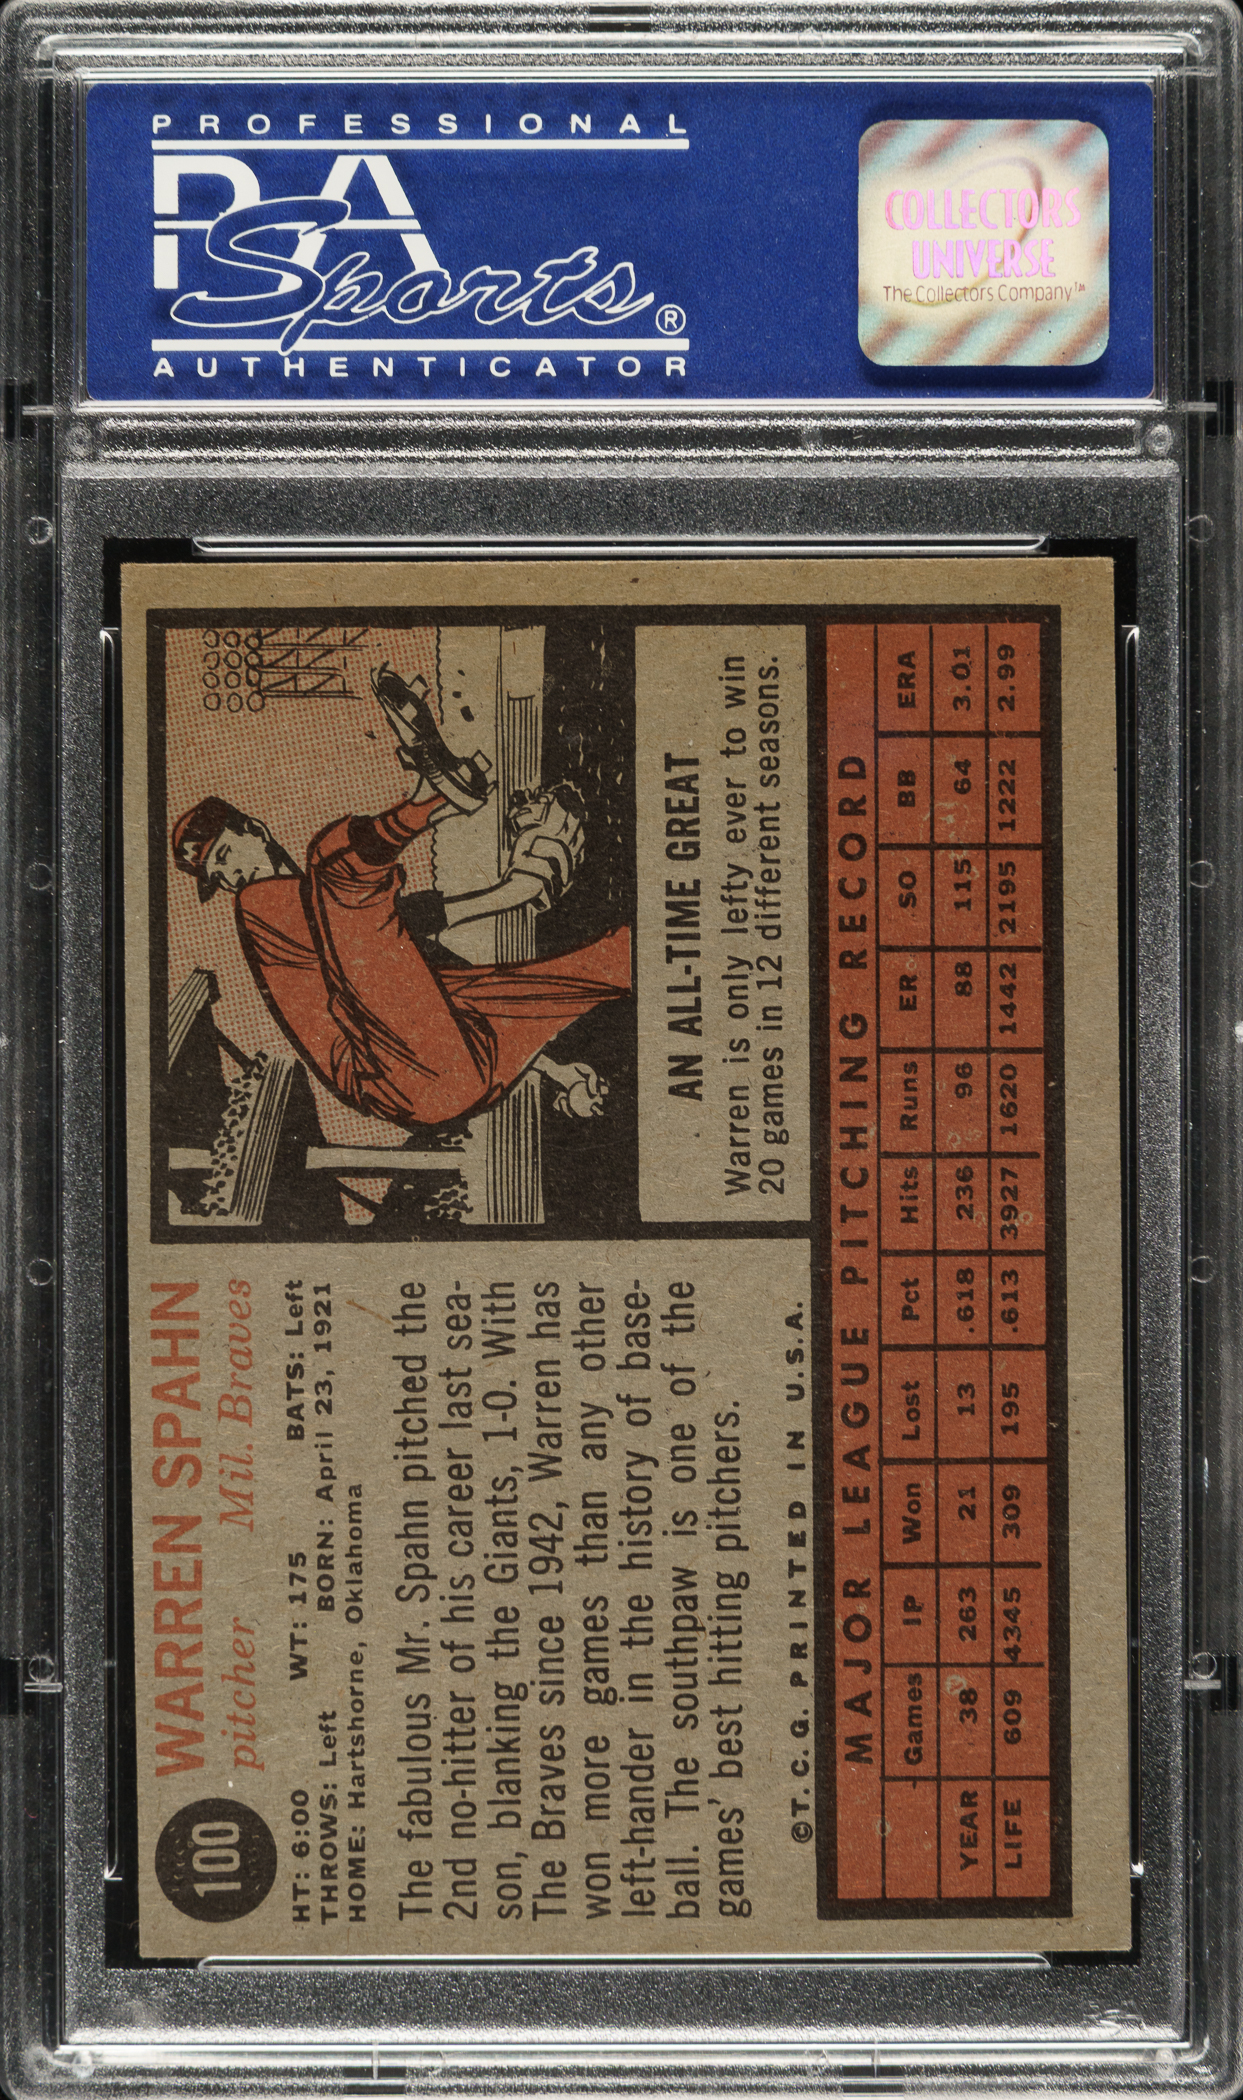 PROFESSIONAL
PSA
Sports®
AUTHENTICATOR
COLLECTORS
UNIVERSE
The Collectors Company™
100
WARREN SPAHN
pitcher Mil. Braves
HT: 6:00 WT: 175 BATS: Left
THROWS: Left BORN: April 23, 1921
HOME: Hartshorne, Oklahoma
The fabulous Mr. Spahn pitched the
2nd no-hitter of his career last sea-
son, blanking the Giants, 1-0. With
The Braves since 1942, Warren has
won more games than any other
left-hander in the history of base-
ball. The southpaw is one of the
games' best hitting pitchers.
©T. C. G. PRINTED IN U.S.A.
M
AN ALL-TIME GREAT
Warren is only lefty ever to win
20 games in 12 different seasons.
MAJOR LEAGUE PITCHING RECORD
Games IP Won Lost Pct Hits Runs ER SO BB ERA
YEAR 38 263 21 13 .618 236 96 88 115 64 3.01
LIFE 609 4345 309 195 .613 3927 1620 1442 2195 1222 2.99